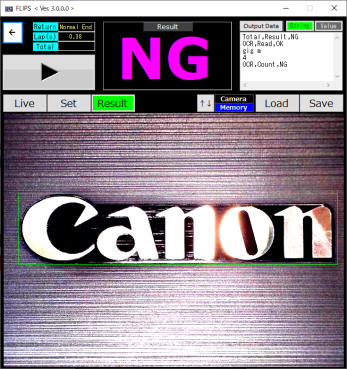 FLIPS < Ver. 3.0.0.0 >
Return Normal End
Lap(s) 0.38
Total
Result
NG
Output Data String Value
Total,Result,NG
OCR,Read,OK
gig m
4
OCR,Count,NG
Live Set Result ↑↓ Camera Memory Load Save
Canon